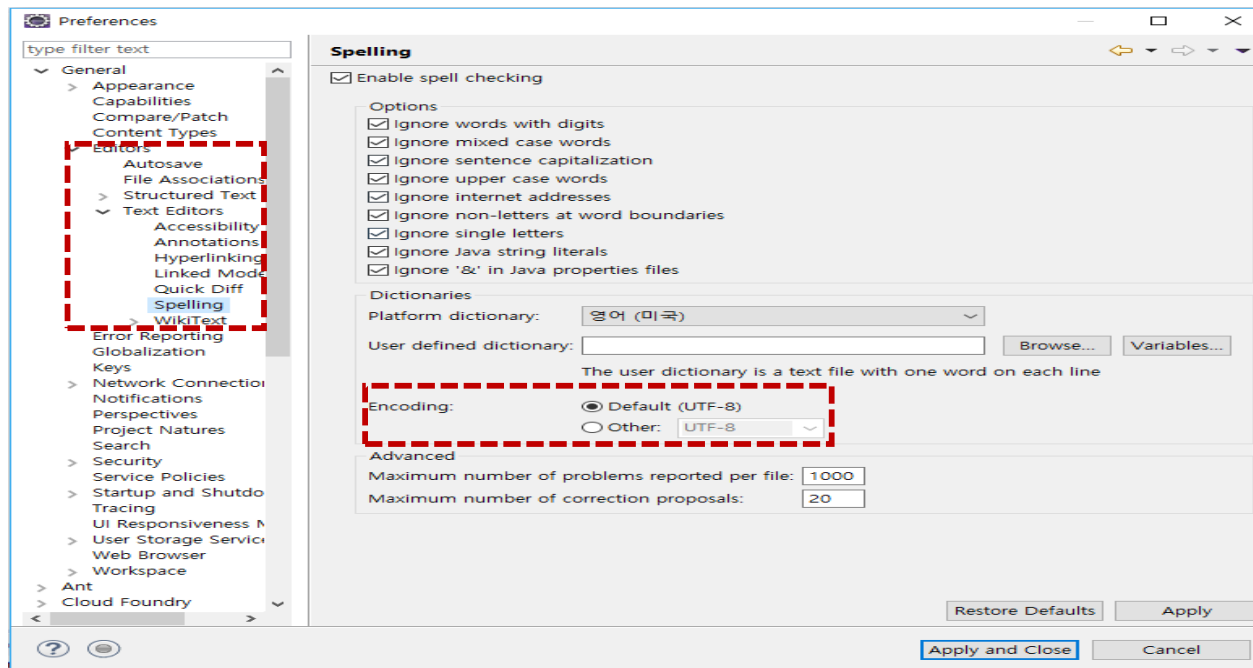 Preferences
type filter text
General
Appearance
Capabilities
Compare/Patch
Content Types
Editors
Autosave
File Associations
Structured Text
Text Editors
Accessibility
Annotations
Hyperlinking
Linked Mode
Quick Diff
Spelling
WikiText
Error Reporting
Globalization
Keys
Network Connection
Notifications
Perspectives
Project Natures
Search
Security
Service Policies
Startup and Shutdo
Tracing
UI Responsiveness M
User Storage Service
Web Browser
Workspace
Ant
Cloud Foundry
Spelling
Enable spell checking
Options
Ignore words with digits
Ignore mixed case words
Ignore sentence capitalization
Ignore upper case words
Ignore internet addresses
Ignore non-letters at word boundaries
Ignore single letters
Ignore Java string literals
Ignore '&' in Java properties files
Dictionaries
Platform dictionary: 영어 (미국)
User defined dictionary: Browse... Variables...
The user dictionary is a text file with one word on each line
Encoding: Default (UTF-8)
Other: UTF-8
Advanced
Maximum number of problems reported per file: 1000
Maximum number of correction proposals: 20
Restore Defaults Apply
? Apply and Close Cancel